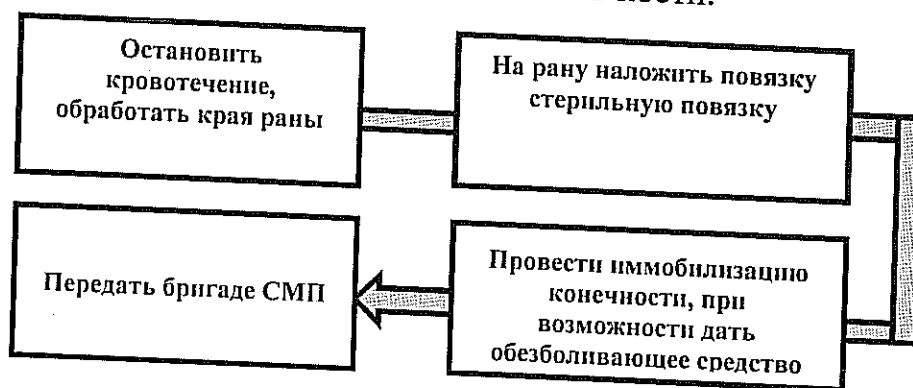 Остановить
кровотечение,
обработать края раны
На рану наложить повязку
стерильную повязку
Провести иммобилизацию
конечности, при
возможности дать
обезболивающее средство
Передать бригаде СМП